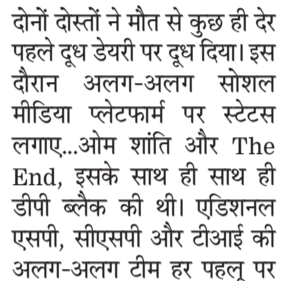 दोनों दोस्तों ने मौत से कुछ ही देर
पहले दूध डेयरी पर दूध दिया। इस
दौरान अलग-अलग सोशल
मीडिया प्लेटफार्म पर स्टेटस
लगाए...ओम शांति और The
End, इसके साथ ही साथ ही
डीपी ब्लैक की थी। एडिशनल
एसपी, सीएसपी और टीआई की
अलग-अलग टीम हर पहलू पर